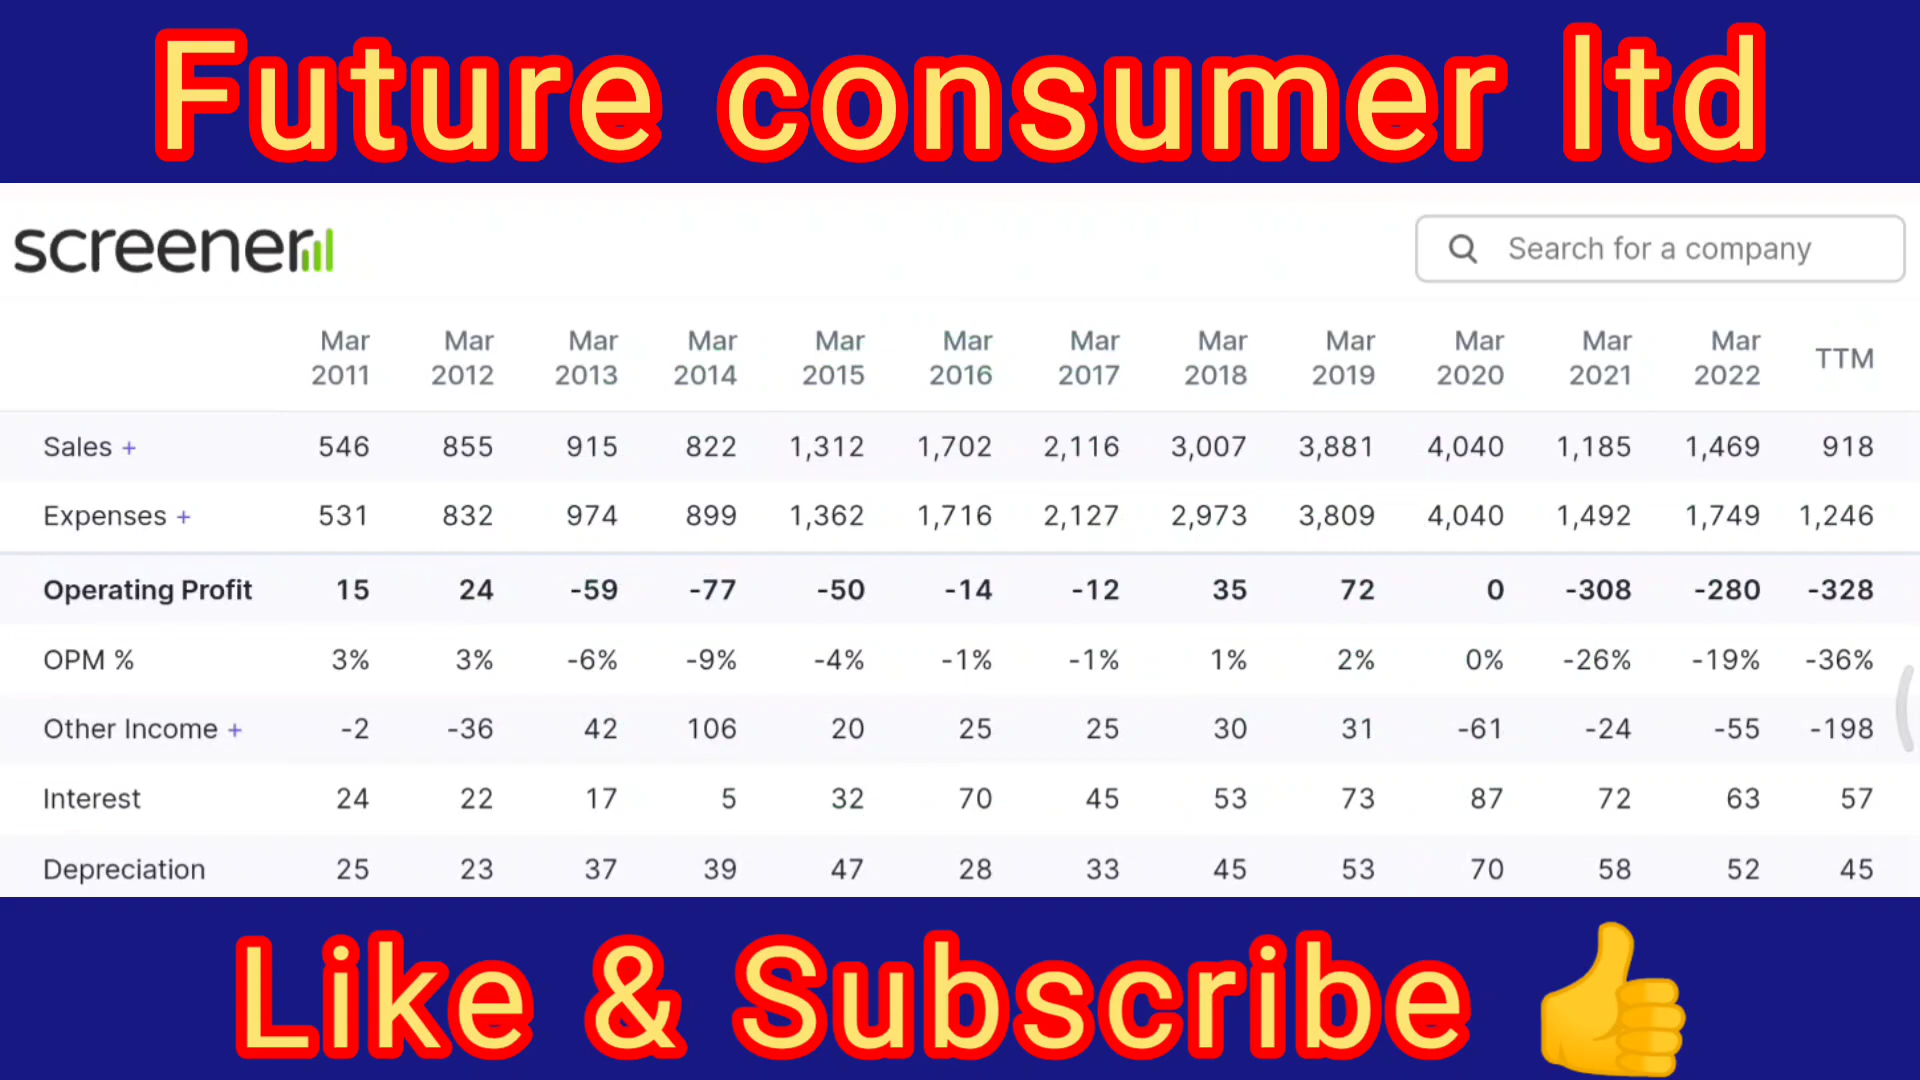 Future consumer ltd
screener
Search for a company
Mar 2011 Mar 2012 Mar 2013 Mar 2014 Mar 2015 Mar 2016 Mar 2017 Mar 2018 Mar 2019 Mar 2020 Mar 2021 Mar 2022 TTM
Sales + 546 855 915 822 1,312 1,702 2,116 3,007 3,881 4,040 1,185 1,469 918
Expenses + 531 832 974 899 1,362 1,716 2,127 2,973 3,809 4,040 1,492 1,749 1,246
Operating Profit 15 24 -59 -77 -50 -14 -12 35 72 0 -308 -280 -328
OPM % 3% 3% -6% -9% -4% -1% -1% 1% 2% 0% -26% -19% -36%
Other Income + -2 -36 42 106 20 25 25 30 31 -61 -24 -55 -198
Interest 24 22 17 5 32 70 45 53 73 87 72 63 57
Depreciation 25 23 37 39 47 28 33 45 53 70 58 52 45
Like & Subscribe 👍